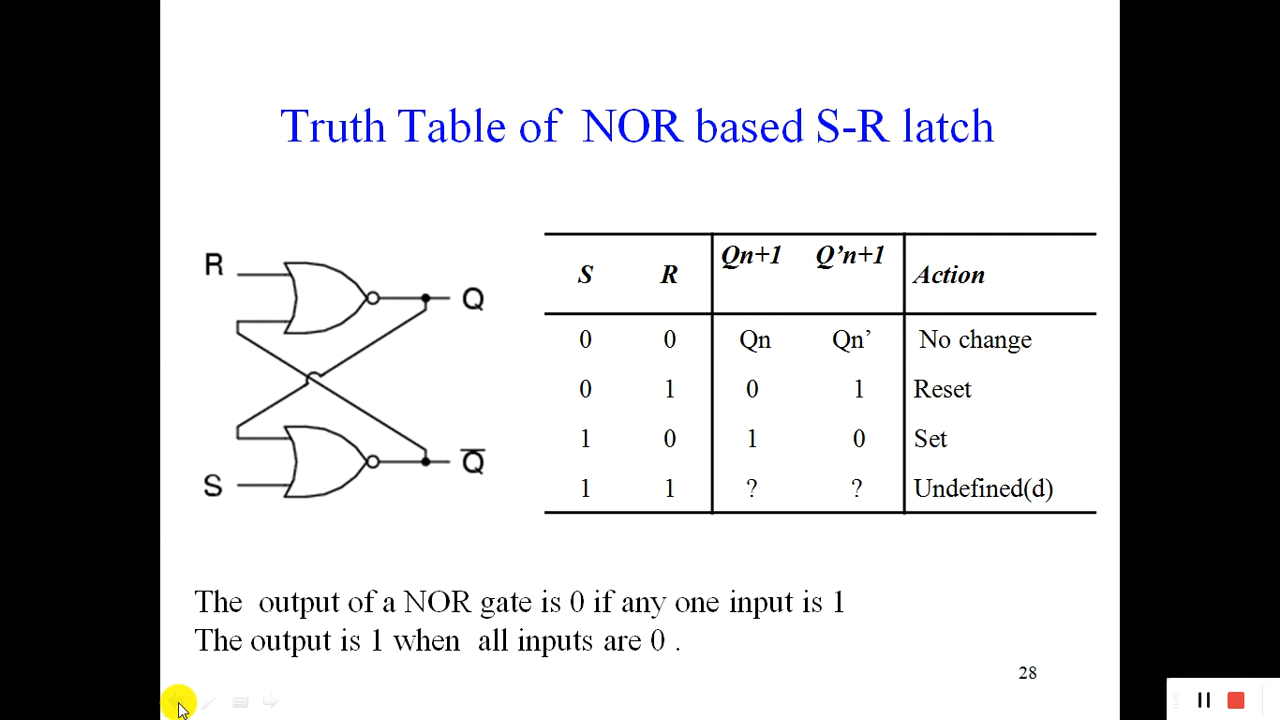 Truth Table of NOR based S-R latch
R
Q
S
Q̅
S R Qn+1 Q’n+1 Action
0 0 Qn Qn’ No change
0 1 0 1 Reset
1 0 1 0 Set
1 1 ? ? Undefined(d)
The output of a NOR gate is 0 if any one input is 1
The output is 1 when all inputs are 0 .
28